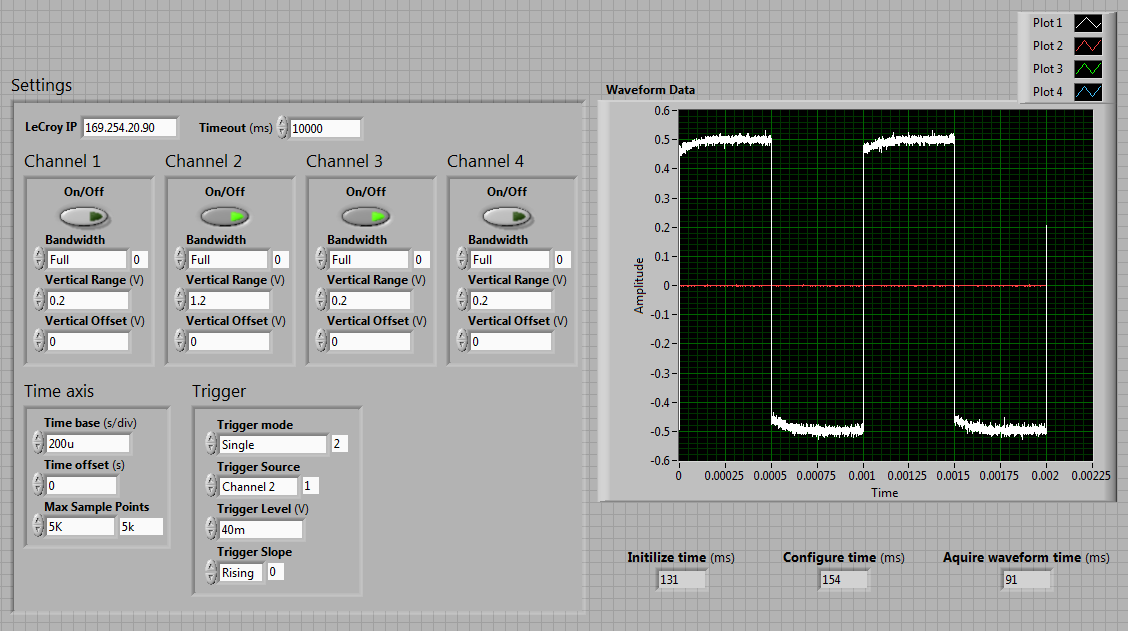 Plot 1
Plot 2
Plot 3
Plot 4
Settings
LeCroy IP 169.254.20.90 Timeout (ms) 10000
Channel 1 Channel 2 Channel 3 Channel 4
On/Off On/Off On/Off On/Off
Bandwidth Bandwidth Bandwidth Bandwidth
Full 0 Full 0 Full 0 Full 0
Vertical Range (V) Vertical Range (V) Vertical Range (V) Vertical Range (V)
0.2 1.2 0.2 0.2
Vertical Offset (V) Vertical Offset (V) Vertical Offset (V) Vertical Offset (V)
0 0 0 0
Time axis
Time base (s/div)
200u
Time offset (s)
0
Max Sample Points
5K 5k
Trigger
Trigger mode
Single 2
Trigger Source
Channel 2 1
Trigger Level (V)
40m
Trigger Slope
Rising 0
Waveform Data
Amplitude
0.6
0.5
0.4
0.3
0.2
0.1
0
-0.1
-0.2
-0.3
-0.4
-0.5
-0.6
0 0.00025 0.0005 0.00075 0.001 0.00125 0.0015 0.00175 0.002 0.00225
Time
Initilize time (ms) Configure time (ms) Aquire waveform time (ms)
131 154 91